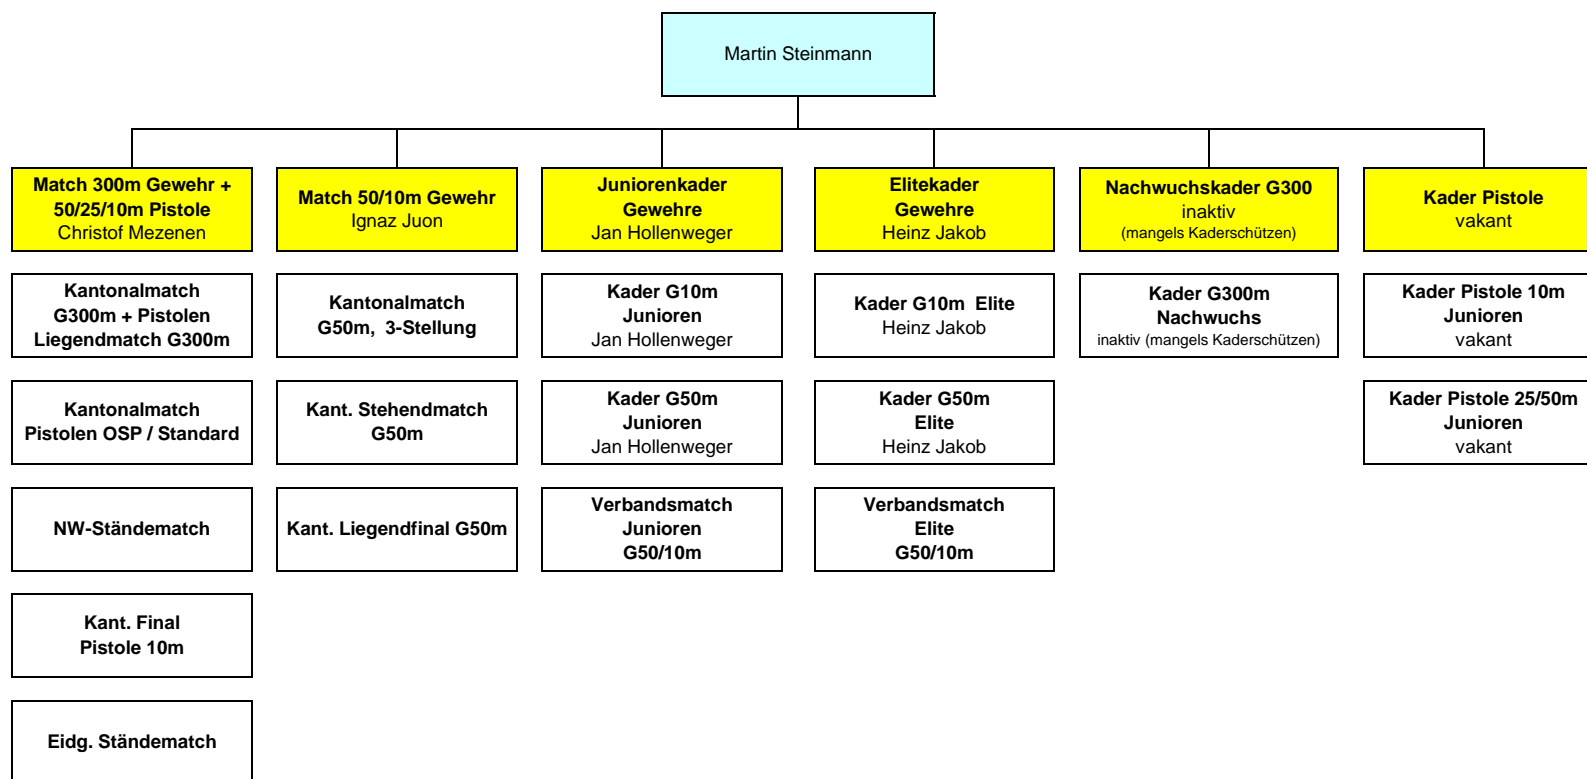 Martin Steinmann
Match 300m Gewehr +
50/25/10m Pistole
Christof Mezenen
Match 50/10m Gewehr
Ignaz Juon
Juniorenkader
Gewehre
Jan Hollenweger
Elitekader
Gewehre
Heinz Jakob
Nachwuchskader G300
inaktiv
(mangels Kaderschützen)
Kader Pistole
vakant
Kantonalmatch
G300m + Pistolen
Liegendmatch G300m
Kantonalmatch
G50m, 3-Stellung
Kader G10m
Junioren
Jan Hollenweger
Kader G10m Elite
Heinz Jakob
Kader G300m
Nachwuchs
inaktiv (mangels Kaderschützen)
Kader Pistole 10m
Junioren
vakant
Kantonalmatch
Pistolen OSP / Standard
Kant. Stehendmatch
G50m
Kader G50m
Junioren
Jan Hollenweger
Kader G50m
Elite
Heinz Jakob
Kader Pistole 25/50m
Junioren
vakant
NW-Ständematch
Kant. Liegendfinal G50m
Verbandsmatch
Junioren
G50/10m
Verbandsmatch
Elite
G50/10m
Kant. Final
Pistole 10m
Eidg. Ständematch